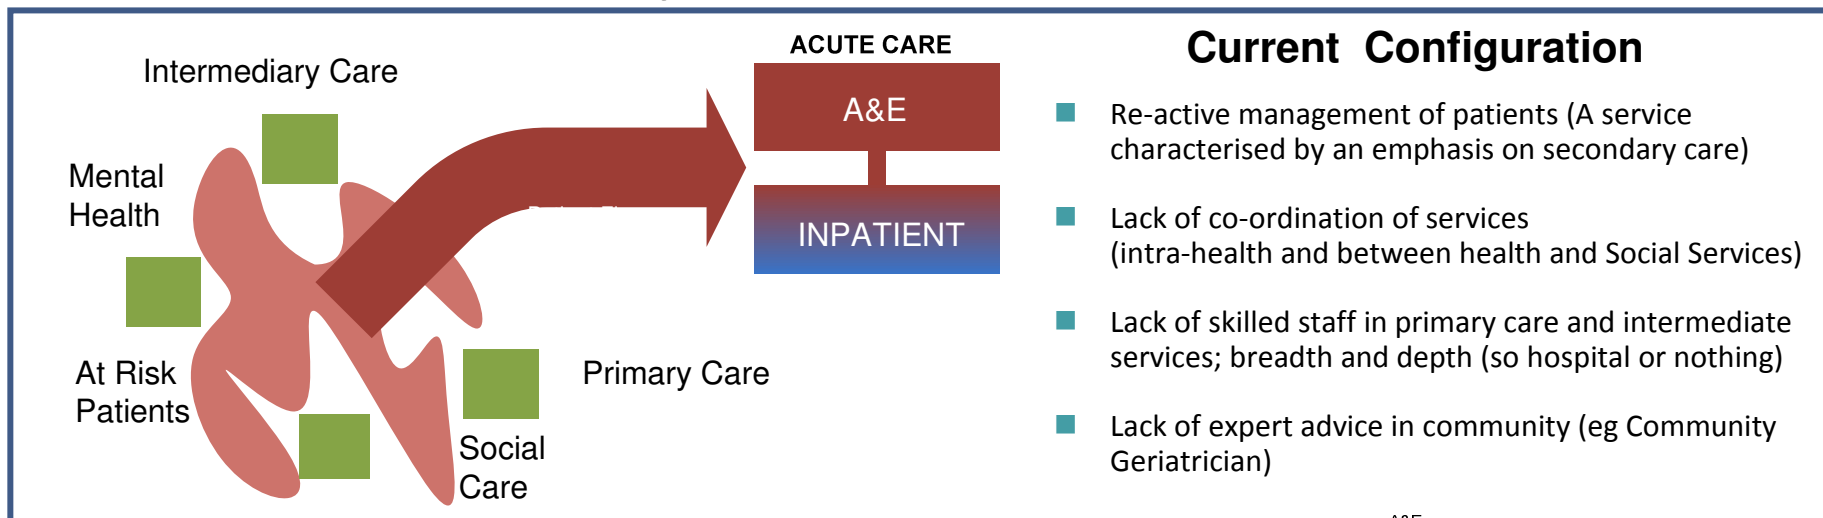 Intermediary Care
Mental
Health
At Risk
Patients
Social
Care
Primary Care
ACUTE CARE
A&E
INPATIENT
Current Configuration
Re-active management of patients (A service
characterised by an emphasis on secondary care)
Lack of co-ordination of services
(intra-health and between health and Social Services)
Lack of skilled staff in primary care and intermediate
services; breadth and depth (so hospital or nothing)
Lack of expert advice in community (eg Community
Geriatrician)
A&E